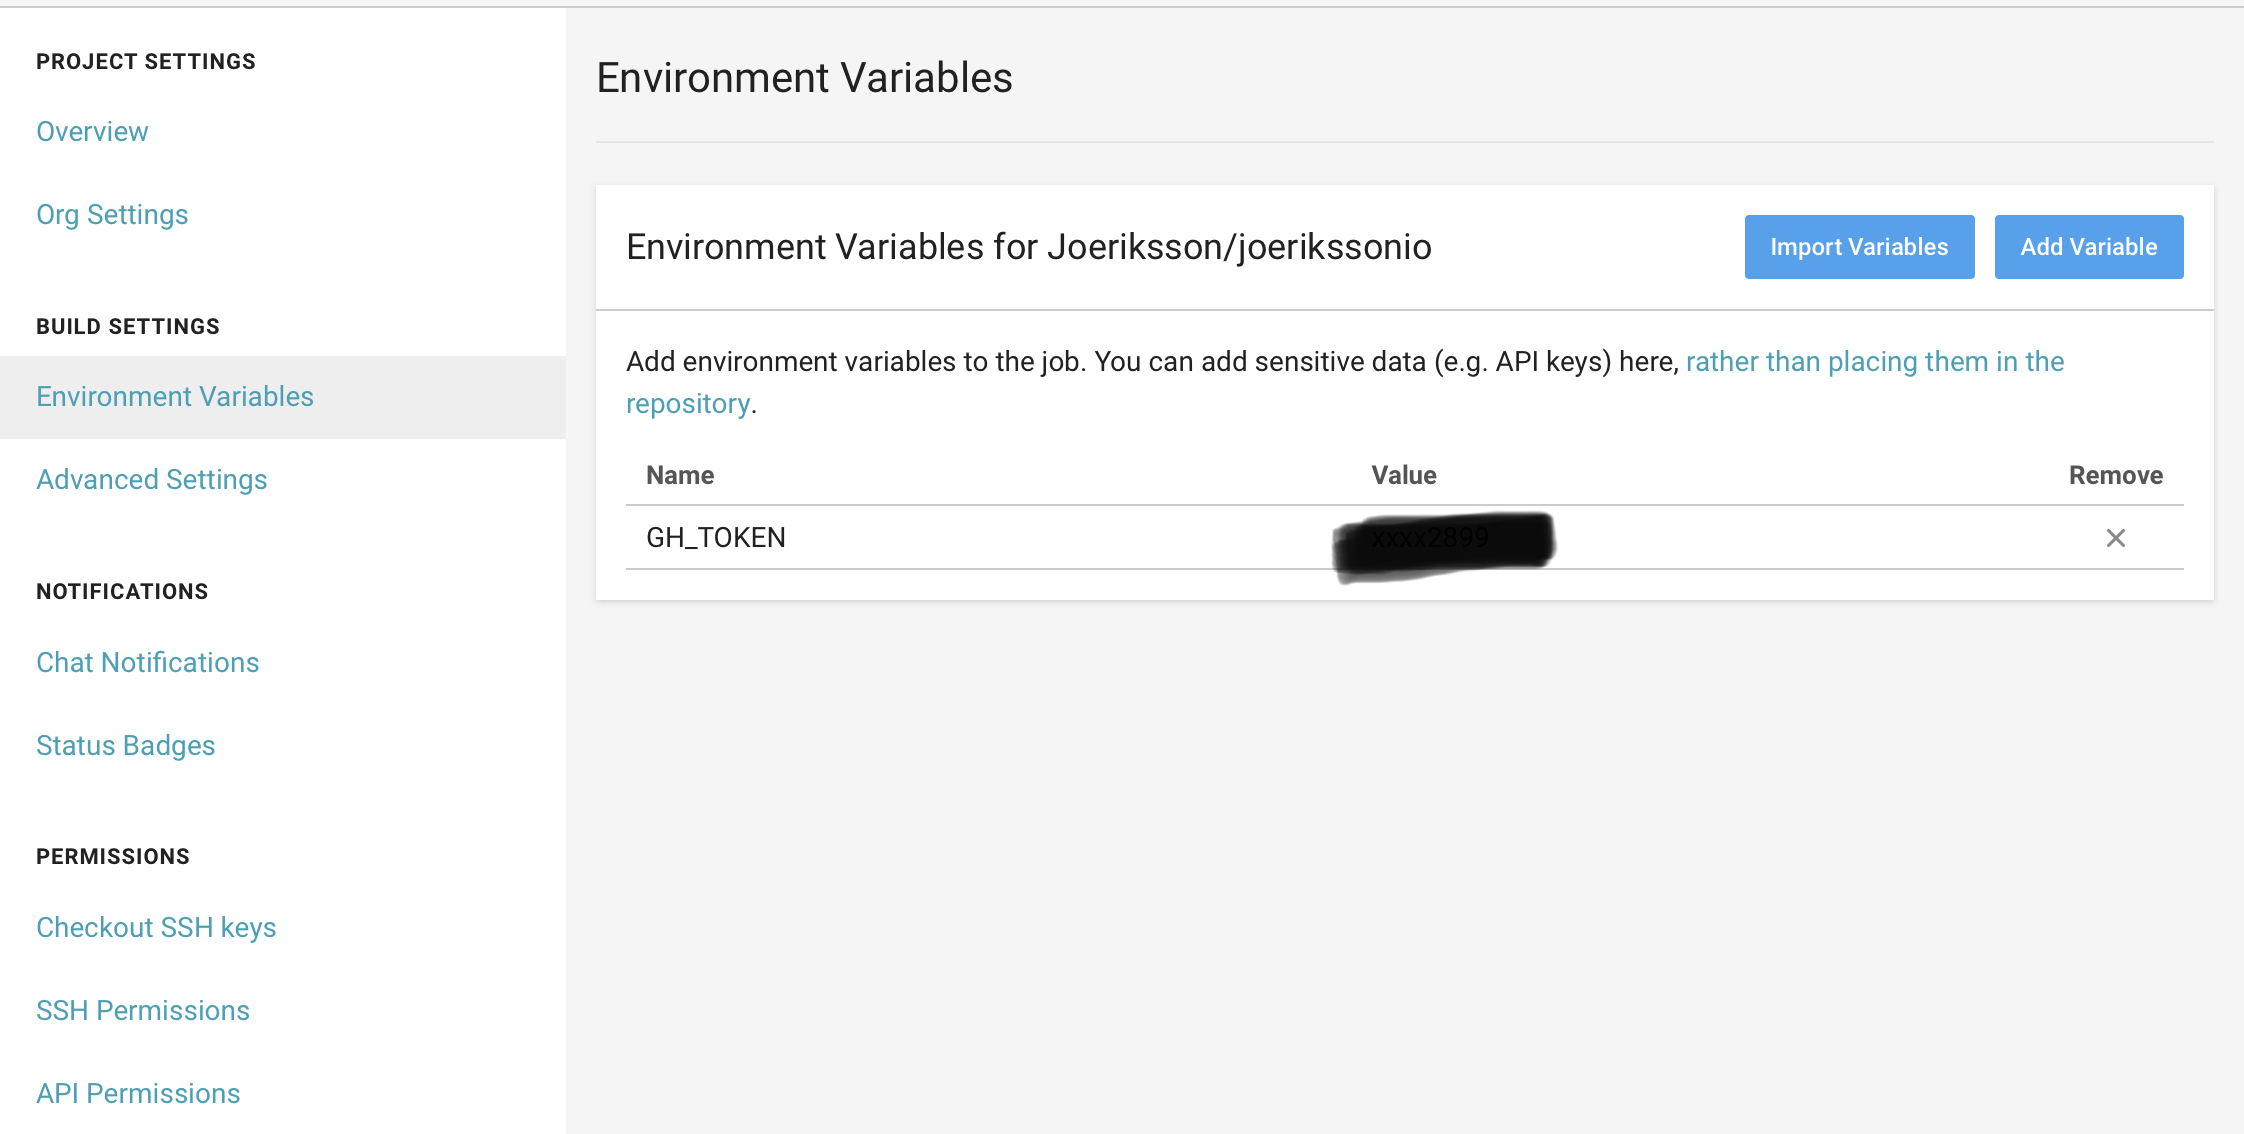 PROJECT SETTINGS
Overview
Org Settings
BUILD SETTINGS
Environment Variables
Advanced Settings
NOTIFICATIONS
Chat Notifications
Status Badges
PERMISSIONS
Checkout SSH keys
SSH Permissions
API Permissions
Environment Variables
Environment Variables for Joeriksson/joerikssonio
Import Variables
Add Variable
Add environment variables to the job. You can add sensitive data (e.g. API keys) here, rather than placing them in the
repository.
Name Value Remove
GH_TOKEN